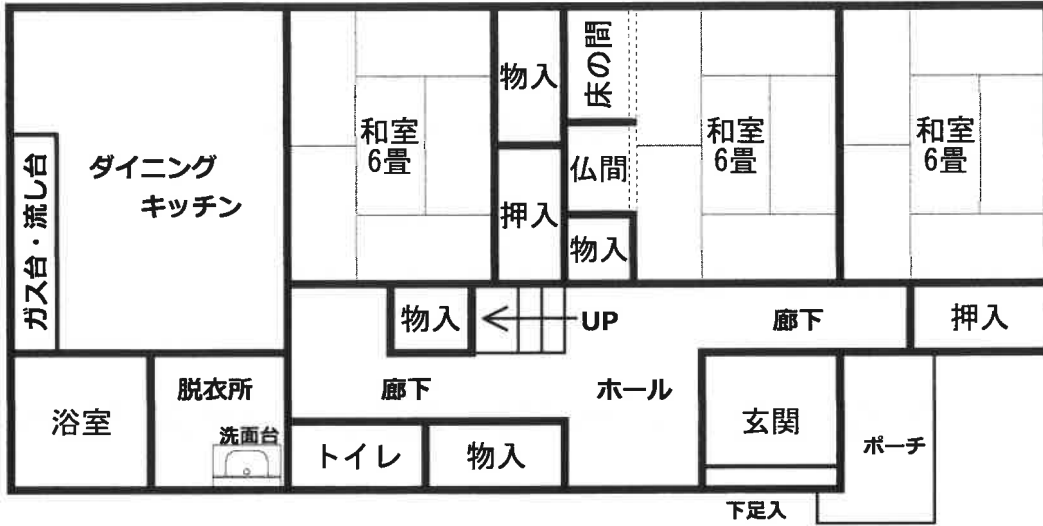 物入
床の間
和室
6畳
和室
6畳
和室
6畳
ダイニング
キッチン
ガス台・流し台
仏間
押入
物入
物入
UP
廊下
押入
脱衣所
廊下
ホール
浴室
玄関
洗面台
ポーチ
トイレ
物入
下足入